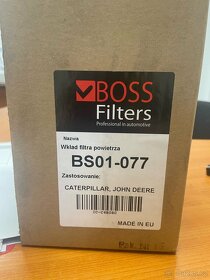 BOSS
Filters
Professional in automotive
Nazwa
Wkład filtra powietrza
BS01-077
Zastosowanie:
CATERPILLAR, JOHN DEERE
MADE IN EU